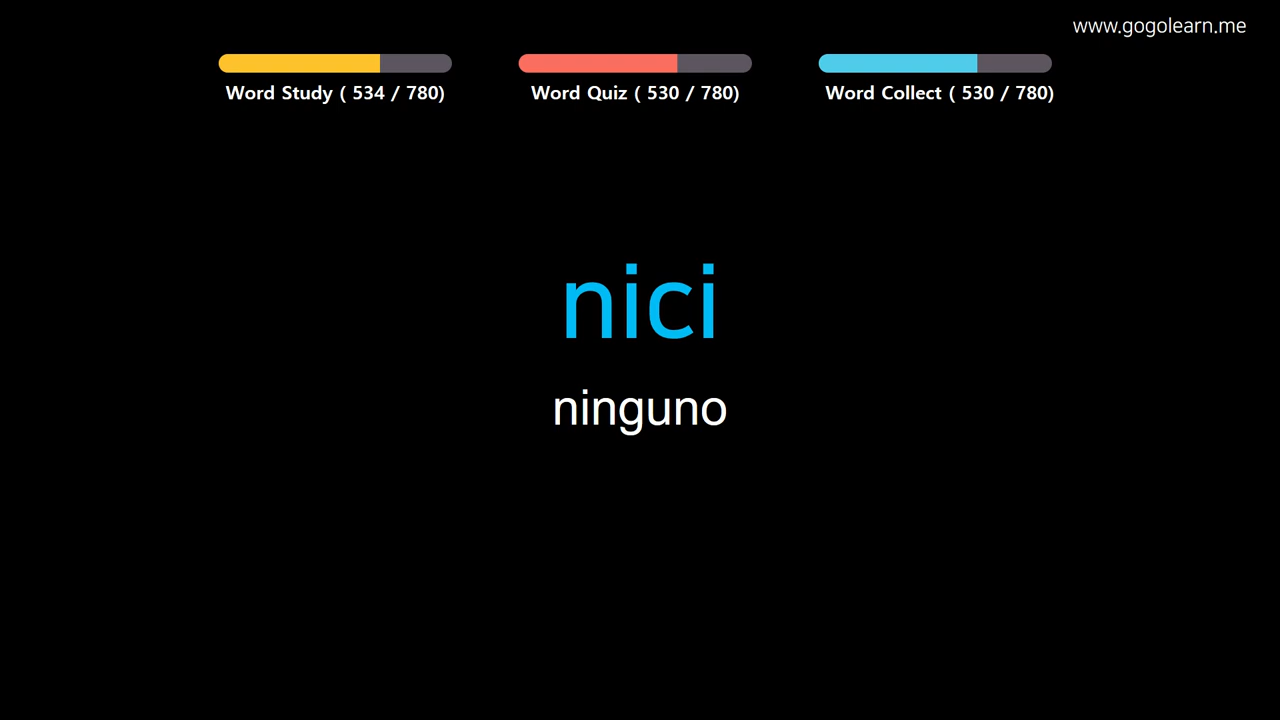 www.gogolearn.me
Word Study ( 534 / 780)
Word Quiz ( 530 / 780)
Word Collect ( 530 / 780)
nici
ninguno